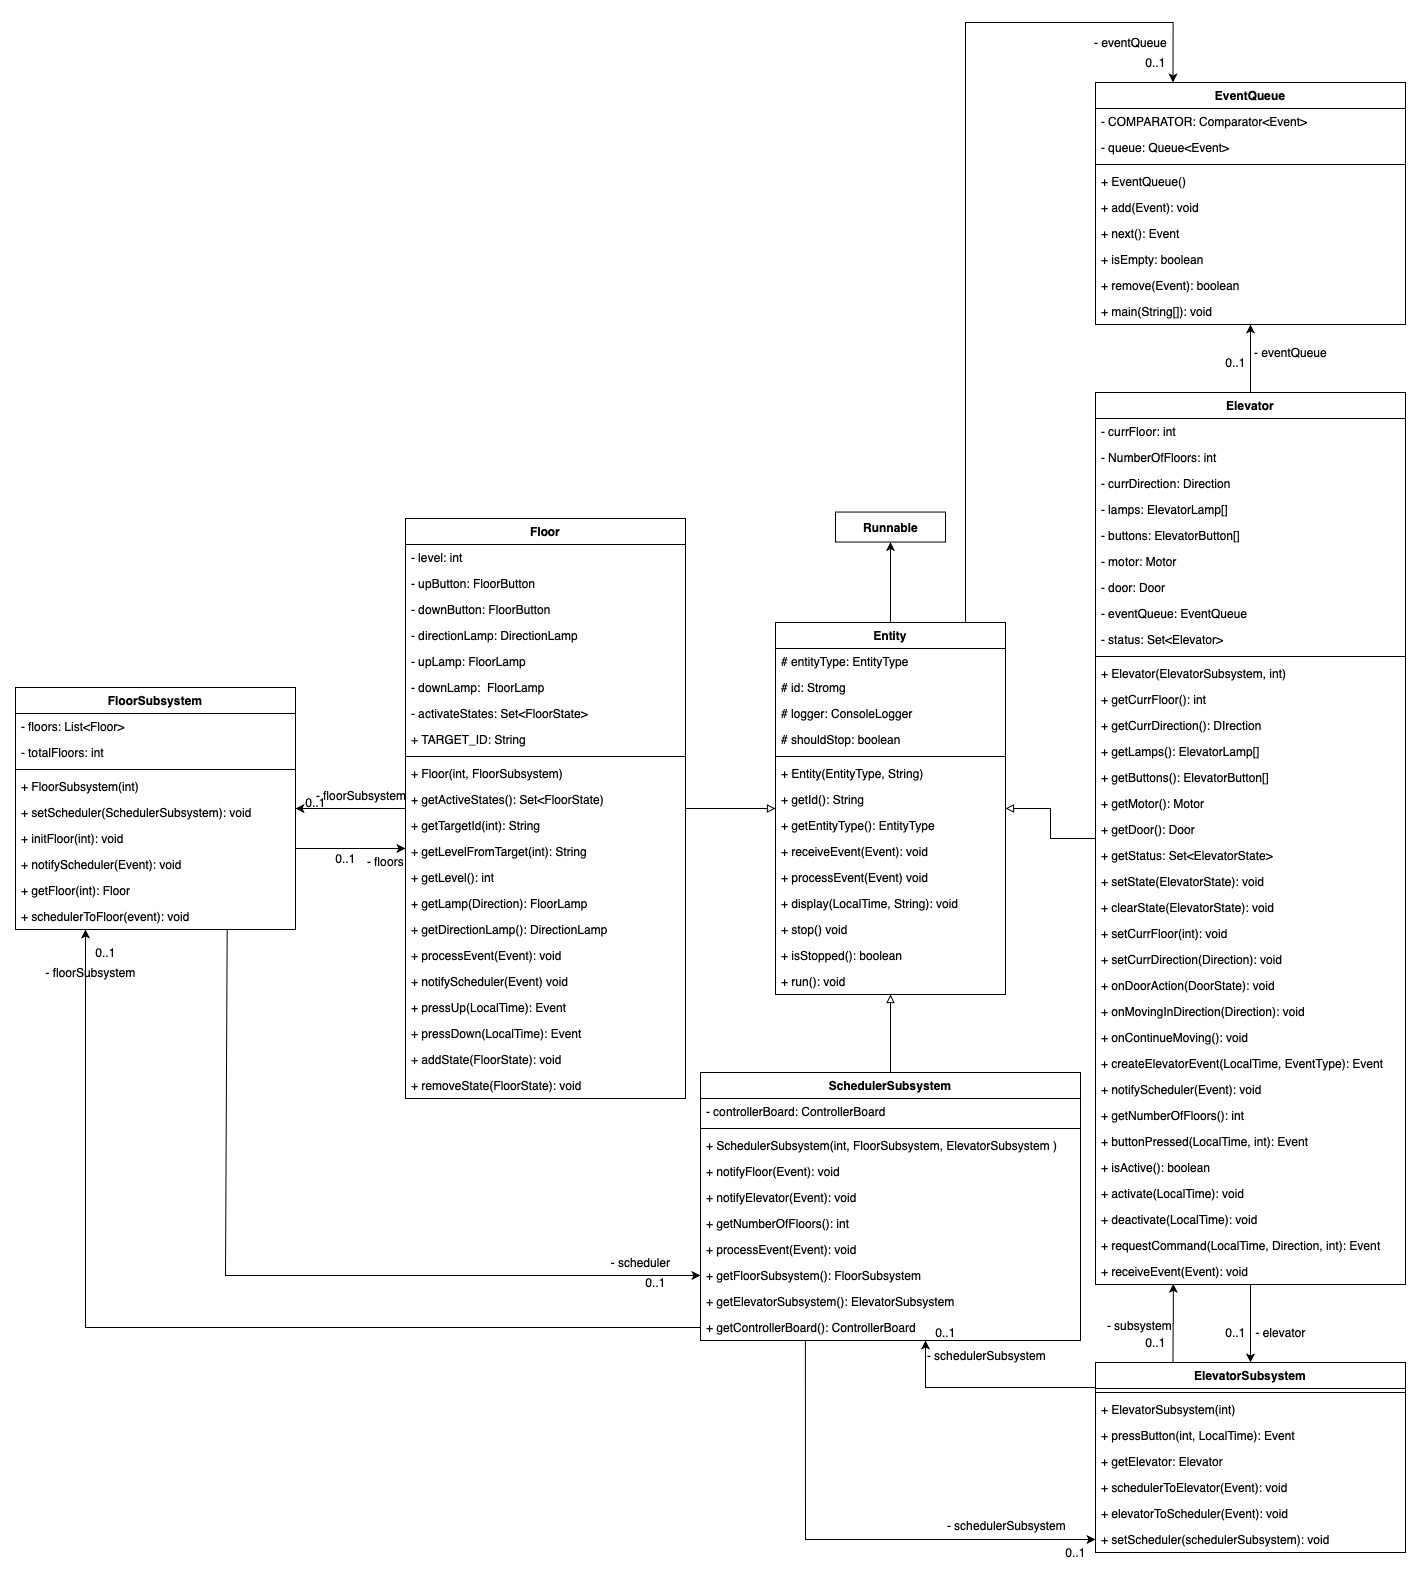 - eventQueue
0..1
EventQueue
- COMPARATOR: Comparator<Event>
- queue: Queue<Event>
+ EventQueue()
+ add(Event): void
+ next(): Event
+ isEmpty: boolean
+ remove(Event): boolean
+ main(String[]): void
- eventQueue
0..1
Elevator
- currFloor: int
- NumberOfFloors: int
- currDirection: Direction
- lamps: ElevatorLamp[]
- buttons: ElevatorButton[]
- motor: Motor
- door: Door
- eventQueue: EventQueue
- status: Set<Elevator>
+ Elevator(ElevatorSubsystem, int)
+ getCurrFloor(): int
+ getCurrDirection(): DIrection
+ getLamps(): ElevatorLamp[]
+ getButtons(): ElevatorButton[]
+ getMotor(): Motor
+ getDoor(): Door
+ getStatus: Set<ElevatorState>
+ setState(ElevatorState): void
+ clearState(ElevatorState): void
+ setCurrFloor(int): void
+ setCurrDirection(Direction): void
+ onDoorAction(DoorState): void
+ onMovingInDirection(Direction): void
+ onContinueMoving(): void
+ createElevatorEvent(LocalTime, EventType): Event
+ notifyScheduler(Event): void
+ getNumberOfFloors(): int
+ buttonPressed(LocalTime, int): Event
+ isActive(): boolean
+ activate(LocalTime): void
+ deactivate(LocalTime): void
+ requestCommand(LocalTime, Direction, int): Event
+ receiveEvent(Event): void
Runnable
Floor
- level: int
- upButton: FloorButton
- downButton: FloorButton
- directionLamp: DirectionLamp
- upLamp: FloorLamp
- downLamp:  FloorLamp
- activateStates: Set<FloorState>
+ TARGET_ID: String
+ Floor(int, FloorSubsystem)
+ getActiveStates(): Set<FloorState)
+ getTargetId(int): String
+ getLevelFromTarget(int): String
+ getLevel(): int
+ getLamp(Direction): FloorLamp
+ getDirectionLamp(): DirectionLamp
+ processEvent(Event): void
+ notifyScheduler(Event) void
+ pressUp(LocalTime): Event
+ pressDown(LocalTime): Event
+ addState(FloorState): void
+ removeState(FloorState): void
Entity
# entityType: EntityType
# id: Stromg
# logger: ConsoleLogger
# shouldStop: boolean
+ Entity(EntityType, String)
+ getId(): String
+ getEntityType(): EntityType
+ receiveEvent(Event): void
+ processEvent(Event) void
+ display(LocalTime, String): void
+ stop() void
+ isStopped(): boolean
+ run(): void
FloorSubsystem
- floors: List<Floor>
- totalFloors: int
+ FloorSubsystem(int)
+ setScheduler(SchedulerSubsystem): void
+ initFloor(int): void
+ notifyScheduler(Event): void
+ getFloor(int): Floor
+ schedulerToFloor(event): void
- floorSubsystem
0..1
0..1
- floors
0..1
- floorSubsystem
SchedulerSubsystem
- controllerBoard: ControllerBoard
+ SchedulerSubsystem(int, FloorSubsystem, ElevatorSubsystem )
+ notifyFloor(Event): void
+ notifyElevator(Event): void
+ getNumberOfFloors(): int
+ processEvent(Event): void
+ getFloorSubsystem(): FloorSubsystem
+ getElevatorSubsystem(): ElevatorSubsystem
+ getControllerBoard(): ControllerBoard
- scheduler
0..1
0..1
- schedulerSubsystem
- subsystem
0..1
0..1
- elevator
ElevatorSubsystem
+ ElevatorSubsystem(int)
+ pressButton(int, LocalTime): Event
+ getElevator: Elevator
+ schedulerToElevator(Event): void
+ elevatorToScheduler(Event): void
+ setScheduler(schedulerSubsystem): void
- schedulerSubsystem
0..1